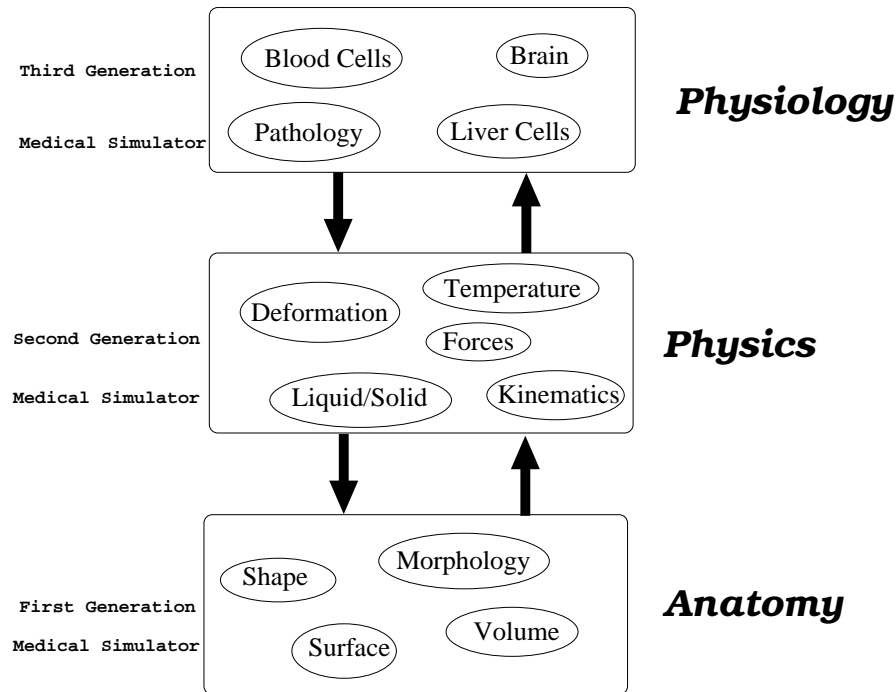 Blood Cells
Brain
Third Generation
Physiology
Pathology
Liver Cells
Medical Simulator
Temperature
Deformation
Second Generation
Forces
Physics
Liquid/Solid
Kinematics
Medical Simulator
Morphology
Shape
First Generation
Anatomy
Volume
Medical Simulator
Surface